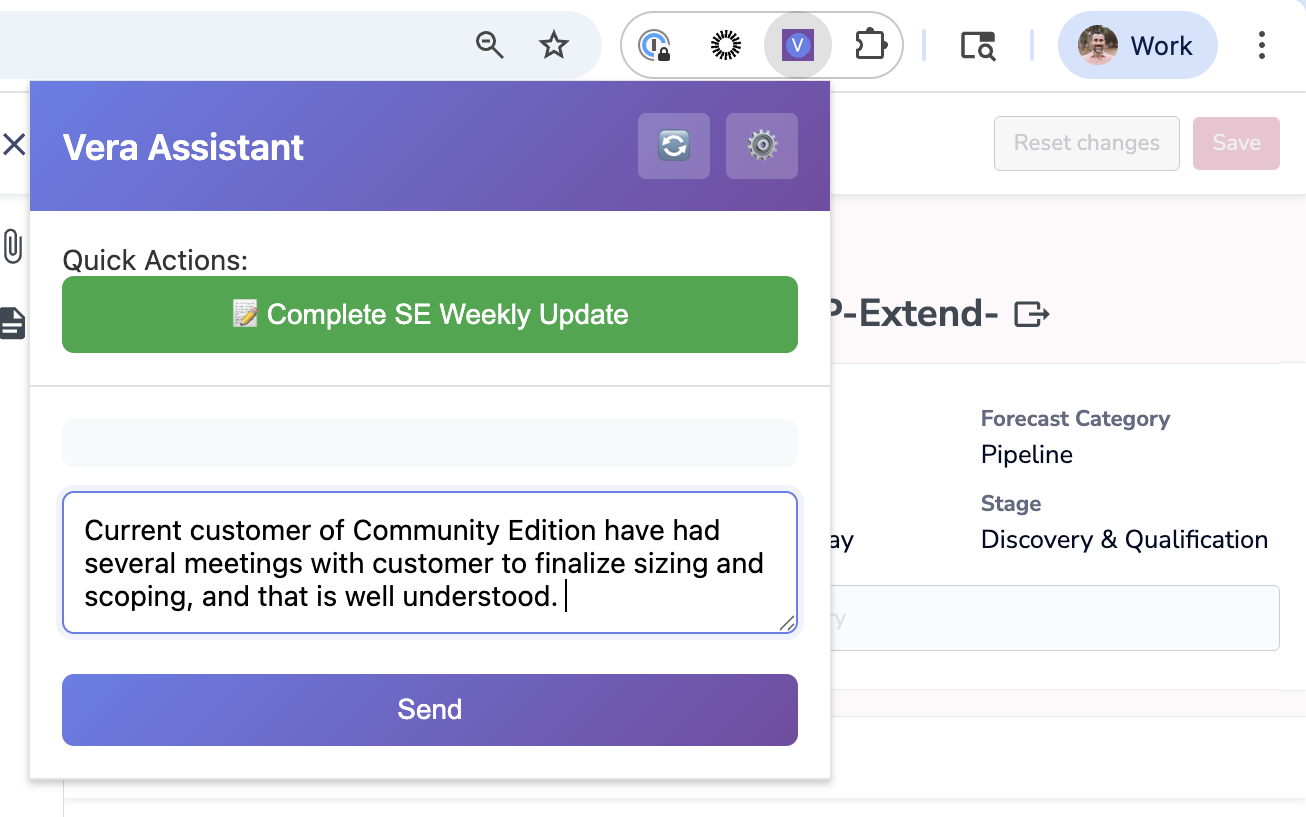 Work
Vera Assistant
Reset changes
Save
Quick Actions:
Complete SE Weekly Update
-Extend-
Forecast Category
Pipeline
Stage
ay
Discovery & Qualification
Current customer of Community Edition have had
several meetings with customer to finalize sizing and
scoping, and that is well understood.
ry
Send